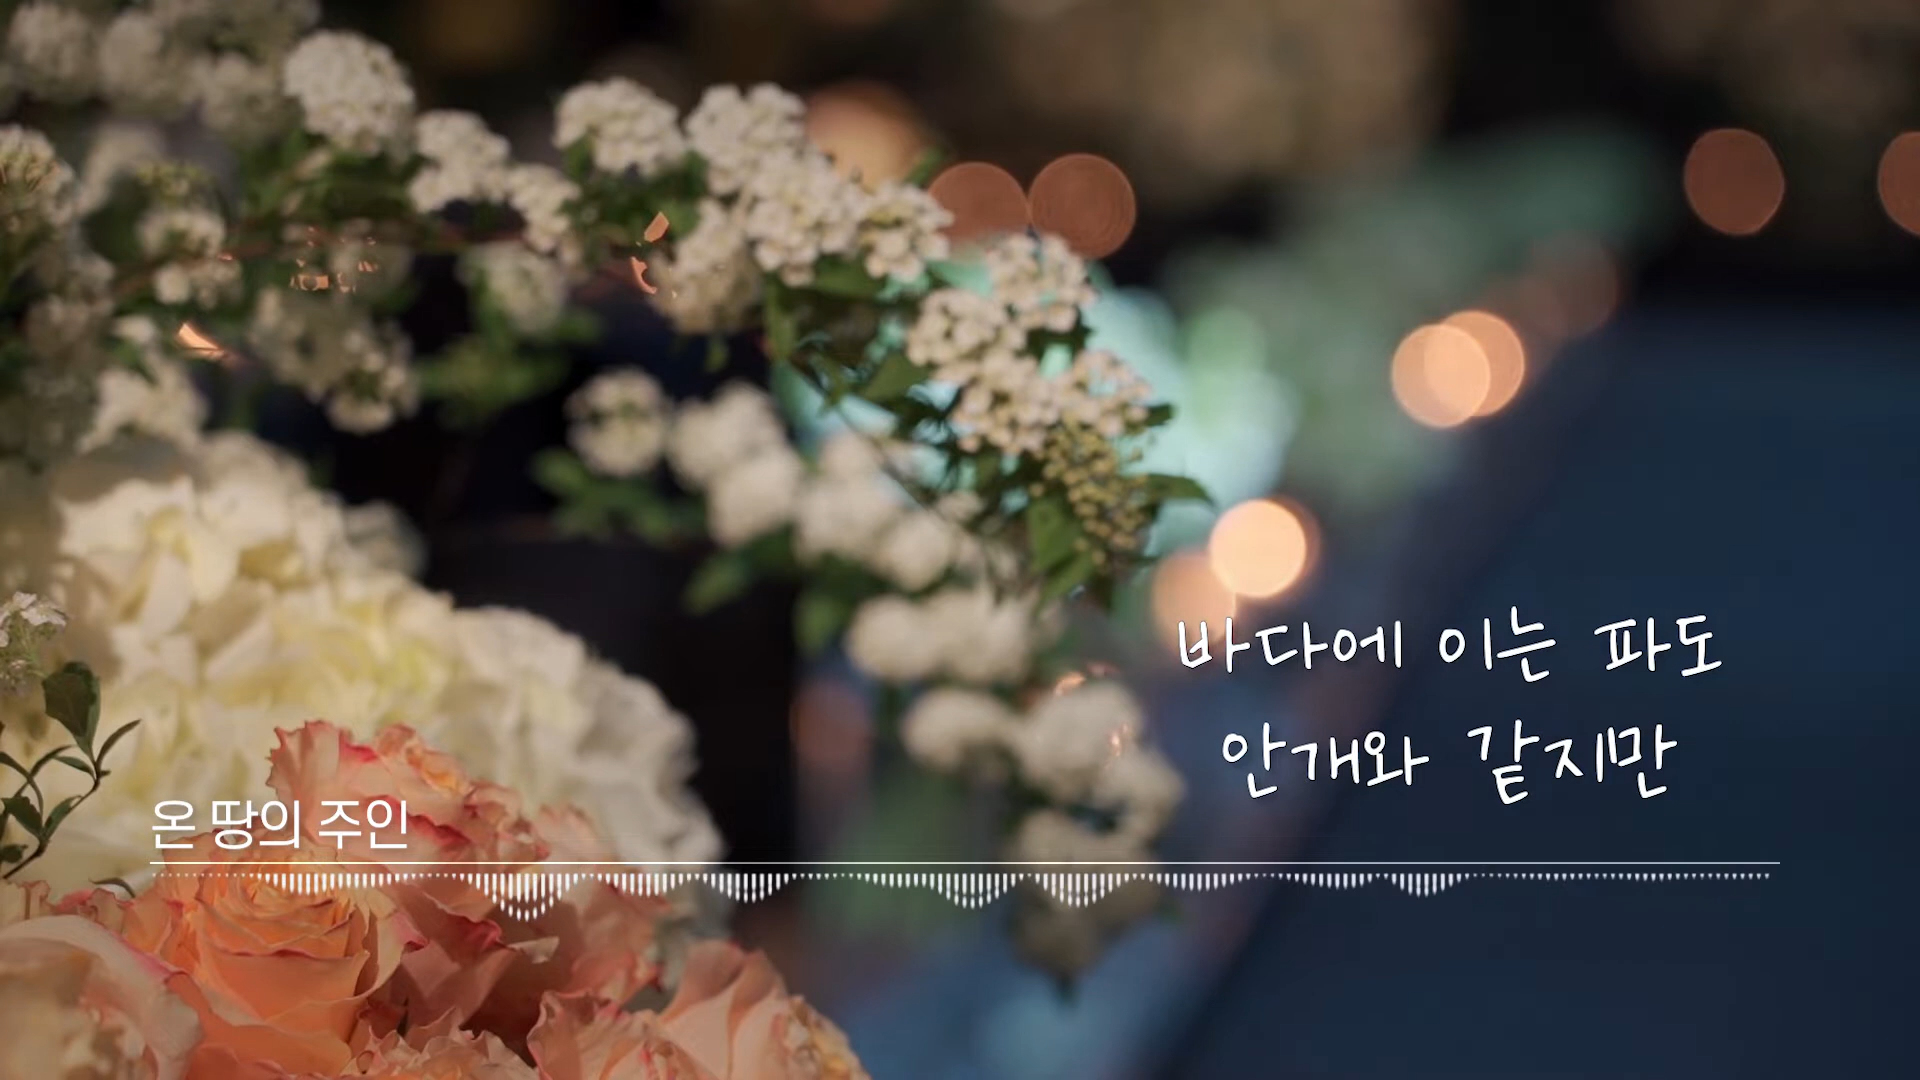 바다에 이는 파도
안개와 같지만
온 땅의 주인